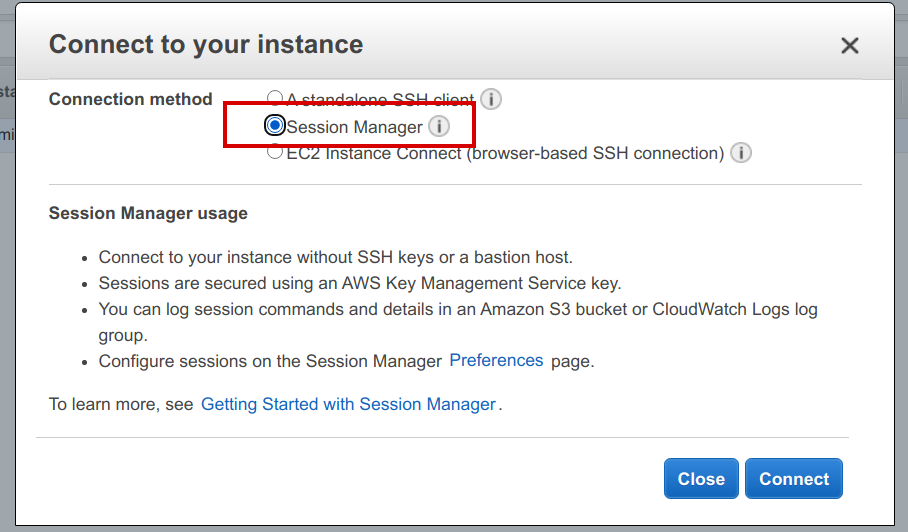 Connect to your instance
Connection method
A standalone SSH client
Session Manager
EC2 Instance Connect (browser-based SSH connection)
Session Manager usage
Connect to your instance without SSH keys or a bastion host.
Sessions are secured using an AWS Key Management Service key.
You can log session commands and details in an Amazon S3 bucket or CloudWatch Logs log
group.
Configure sessions on the Session Manager Preferences page.
To learn more, see Getting Started with Session Manager.
Close Connect